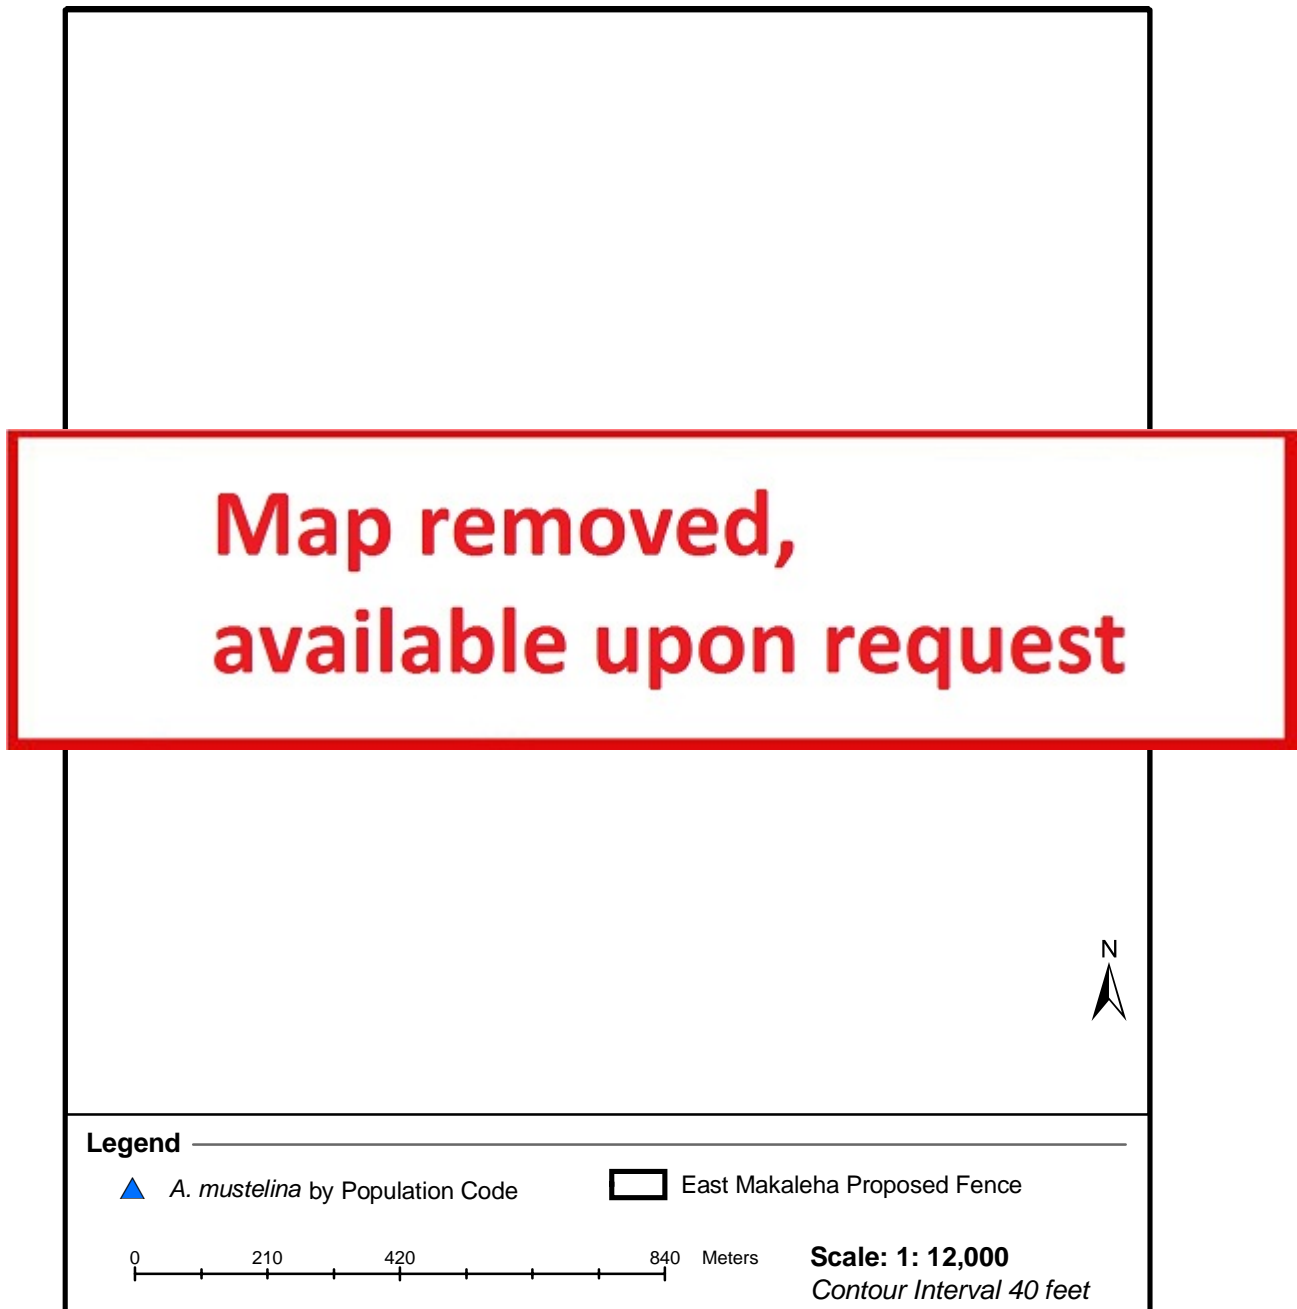 Map removed,
available upon request
N
Legend
A. mustelina by Population Code
East Makaleha Proposed Fence
0 210 420 840 Meters
Scale: 1: 12,000
Contour Interval 40 feet